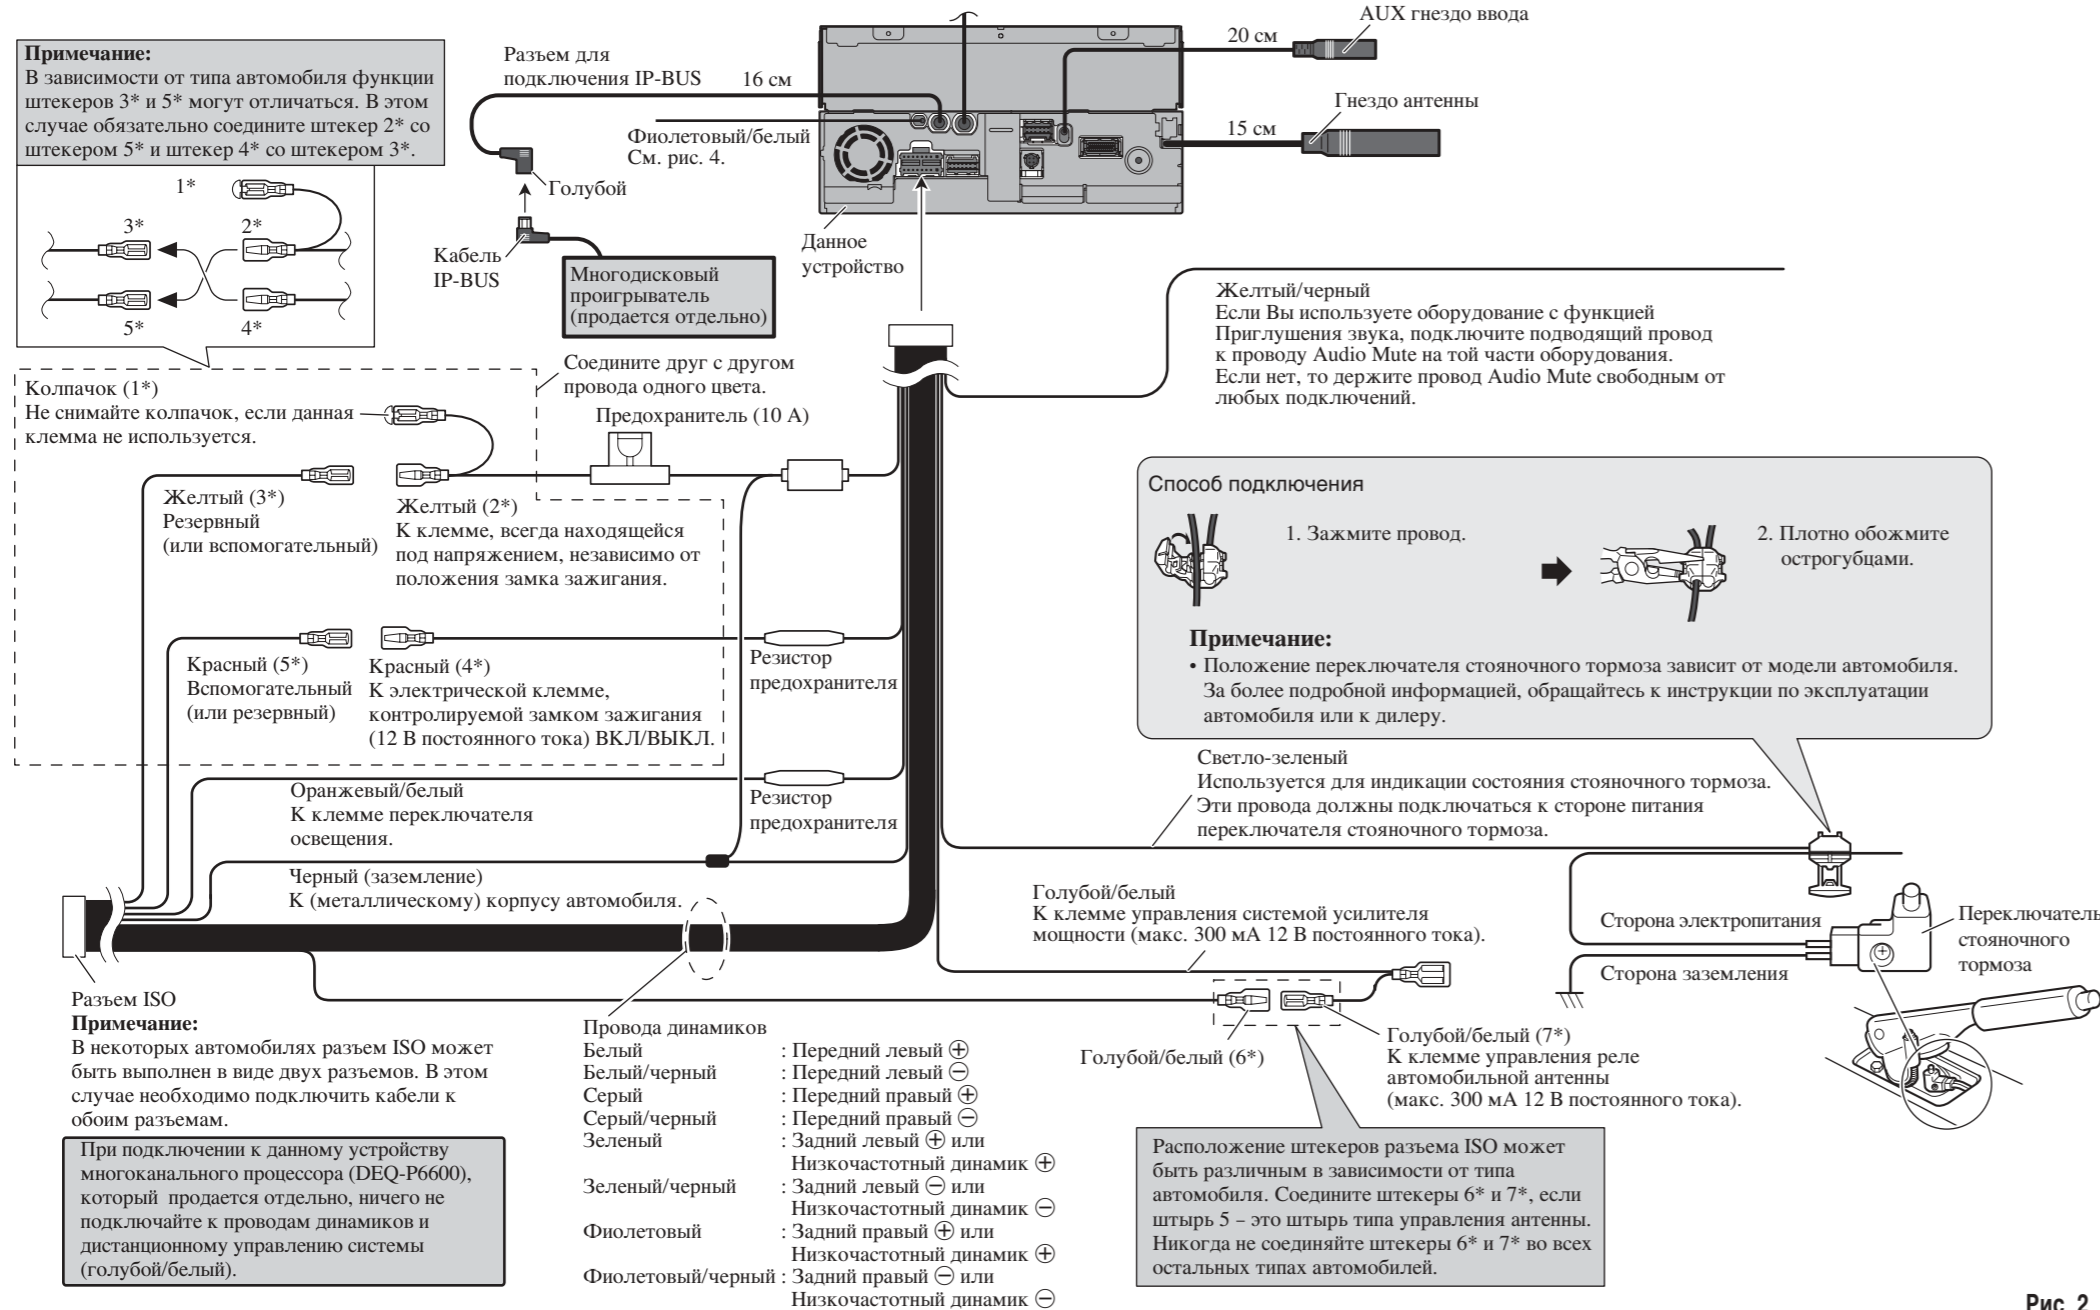 Примечание:
В зависимости от типа автомобиля функции
штекеров 3* и 5* могут отличаться. В этом
случае обязательно соедините штекер 2* со
штекером 5* и штекер 4* со штекером 3*.
1*
3*
2*
5*
4*
Разъем для
подключения IP-BUS
16 см
Фиолетовый/белый
См. рис. 4.
Голубой
Кабель
IP-BUS
Многодисковый
проигрыватель
(продается отдельно)
Данное
устройство
20 см
AUX гнездо ввода
Гнездо антенны
15 см
Желтый/черный
Если Вы используете оборудование с функцией
Приглушения звука, подключите подводящий провод
к проводу Audio Mute на той части оборудования.
Если нет, то держите провод Audio Mute свободным от
любых подключений.
Соедините друг с другом
провода одного цвета.
Колпачок (1*)
Не снимайте колпачок, если данная
клемма не используется.
Предохранитель (10 А)
Желтый (3*)
Резервный
(или вспомогательный)
Желтый (2*)
К клемме, всегда находящейся
под напряжением, независимо от
положения замка зажигания.
Красный (5*)
Вспомогательный
(или резервный)
Красный (4*)
К электрической клемме,
контролируемой замком зажигания
(12 В постоянного тока) ВКЛ/ВЫКЛ.
Резистор
предохранителя
Оранжевый/белый
К клемме переключателя
освещения.
Резистор
предохранителя
Черный (заземление)
К (металлическому) корпусу автомобиля.
Способ подключения
1. Зажмите провод.
2. Плотно обожмите
острогубцами.
Примечание:
• Положение переключателя стояночного тормоза зависит от модели автомобиля.
За более подробной информацией, обращайтесь к инструкции по эксплуатации
автомобиля или к дилеру.
Светло-зеленый
Используется для индикации состояния стояночного тормоза.
Эти провода должны подключаться к стороне питания
переключателя стояночного тормоза.
Голубой/белый
К клемме управления системой усилителя
мощности (макс. 300 мА 12 В постоянного тока).
Сторона электропитания
Сторона заземления
Переключатель
стояночного
тормоза
Разъем ISO
Примечание:
В некоторых автомобилях разъем ISO может
быть выполнен в виде двух разъемов. В этом
случае необходимо подключить кабели к
обоим разъемам.
При подключении к данному устройству
многоканального процессора (DEQ-P6600),
который продается отдельно, ничего не
подключайте к проводам динамиков и
дистанционному управлению системы
(голубой/белый).
Провода динамиков
Белый : Передний левый ⊕
Белый/черный : Передний левый ⊖
Серый : Передний правый ⊕
Серый/черный : Передний правый ⊖
Зеленый : Задний левый ⊕ или
Низкочастотный динамик ⊕
Зеленый/черный : Задний левый ⊖ или
Низкочастотный динамик ⊖
Фиолетовый : Задний правый ⊕ или
Низкочастотный динамик ⊕
Фиолетовый/черный : Задний правый ⊖ или
Низкочастотный динамик ⊖
Голубой/белый (6*)
Голубой/белый (7*)
К клемме управления реле
автомобильной антенны
(макс. 300 мА 12 В постоянного тока).
Расположение штекеров разъема ISO может
быть различным в зависимости от типа
автомобиля. Соедините штекеры 6* и 7*, если
штырь 5 – это штырь типа управления антенны.
Никогда не соединяйте штекеры 6* и 7* во всех
остальных типах автомобилей.
Рис. 2